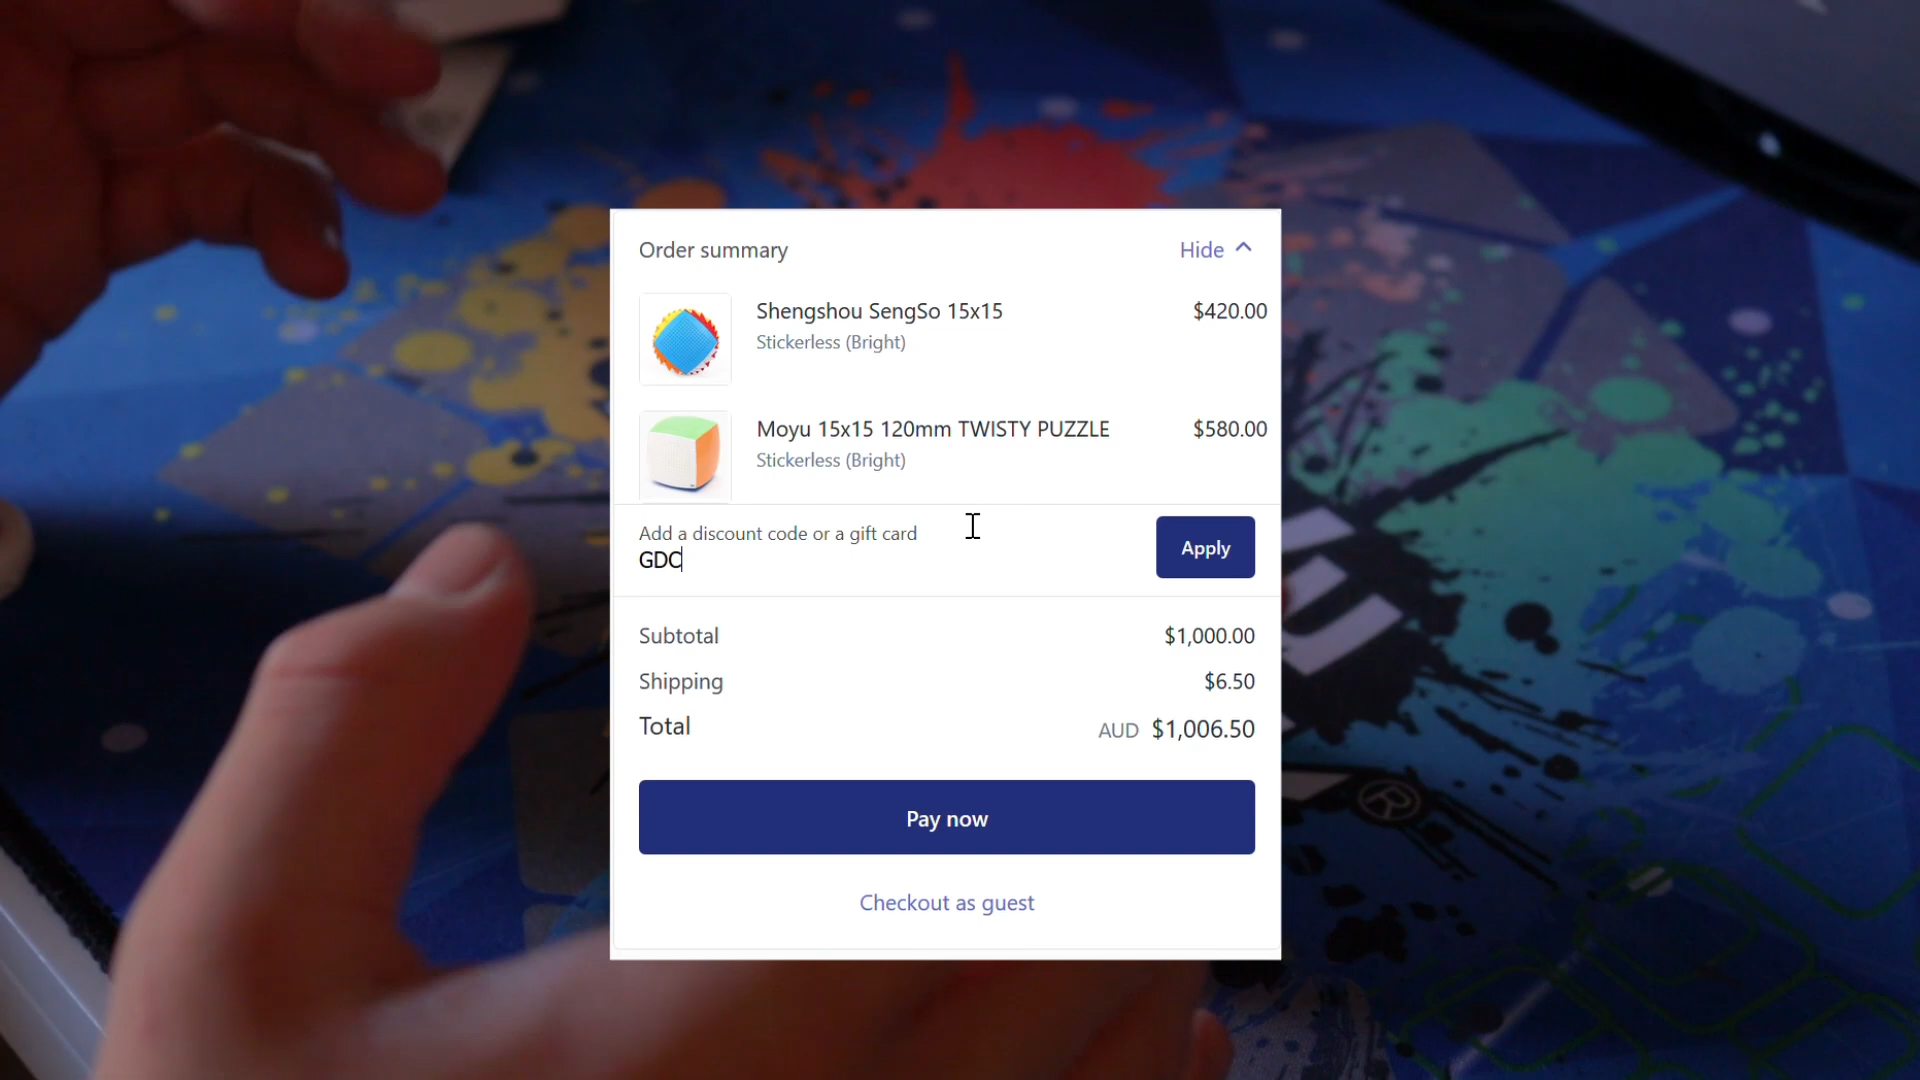 Order summary
Hide
Shengshou SengSo 15x15
$420.00
Stickerless (Bright)
Moyu 15x15 120mm TWISTY PUZZLE
$580.00
Stickerless (Bright)
Add a discount code or a gift card
GDC
Apply
Subtotal
$1,000.00
Shipping
$6.50
Total
AUD $1,006.50
Pay now
Checkout as guest
®